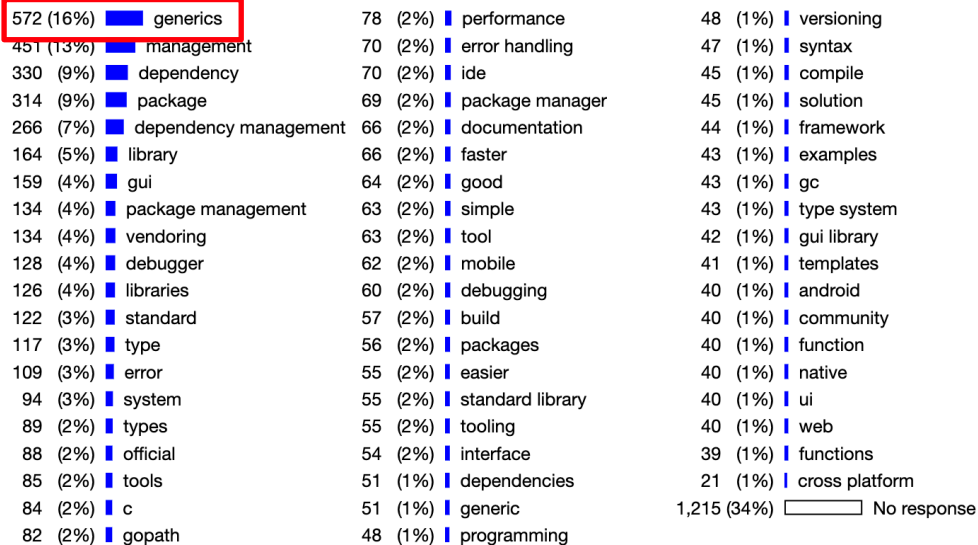 572 (16%) generics
451 (13%) management
330 (9%) dependency
314 (9%) package
266 (7%) dependency management
164 (5%) library
159 (4%) gui
134 (4%) package management
134 (4%) vendoring
128 (4%) debugger
126 (4%) libraries
122 (3%) standard
117 (3%) type
109 (3%) error
94 (3%) system
89 (2%) types
88 (2%) official
85 (2%) tools
84 (2%) c
82 (2%) gopath
78 (2%) performance
70 (2%) error handling
70 (2%) ide
69 (2%) package manager
66 (2%) documentation
66 (2%) faster
64 (2%) good
63 (2%) simple
63 (2%) tool
62 (2%) mobile
60 (2%) debugging
57 (2%) build
56 (2%) packages
55 (2%) easier
55 (2%) standard library
55 (2%) tooling
54 (2%) interface
51 (1%) dependencies
51 (1%) generic
48 (1%) programming
48 (1%) versioning
47 (1%) syntax
45 (1%) compile
45 (1%) solution
44 (1%) framework
43 (1%) examples
43 (1%) gc
43 (1%) type system
42 (1%) gui library
41 (1%) templates
40 (1%) android
40 (1%) community
40 (1%) function
40 (1%) native
40 (1%) ui
40 (1%) web
39 (1%) functions
21 (1%) cross platform
1,215 (34%) No response